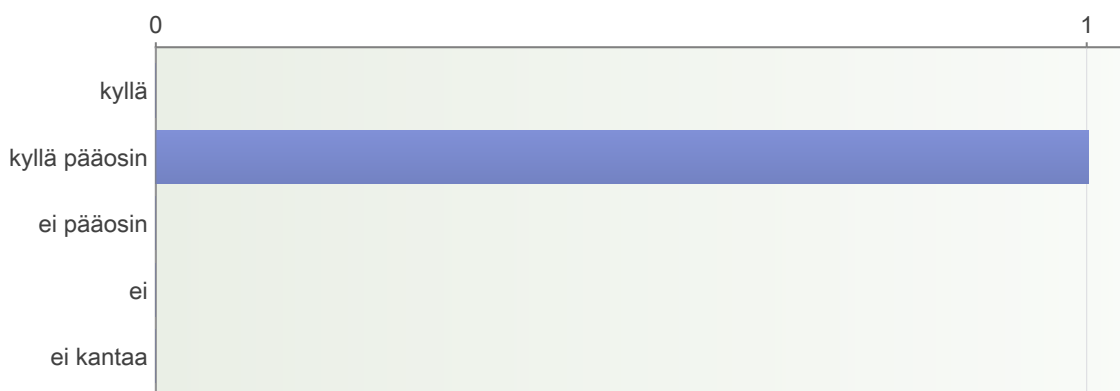 0 1
kyllä
kyllä pääosin
ei pääosin
ei
ei kantaa